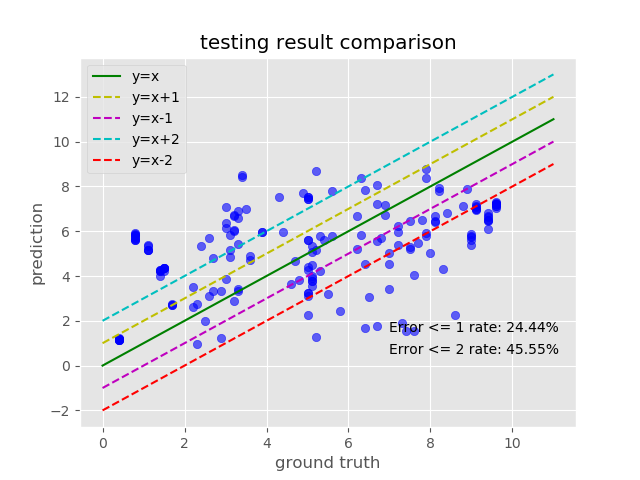 testing result comparison
y=x
y=x+1
y=x-1
y=x+2
y=x-2
12
10
8
6
4
2
0
−2
prediction
Error <= 1 rate: 24.44%
Error <= 2 rate: 45.55%
0 2 4 6 8 10
ground truth